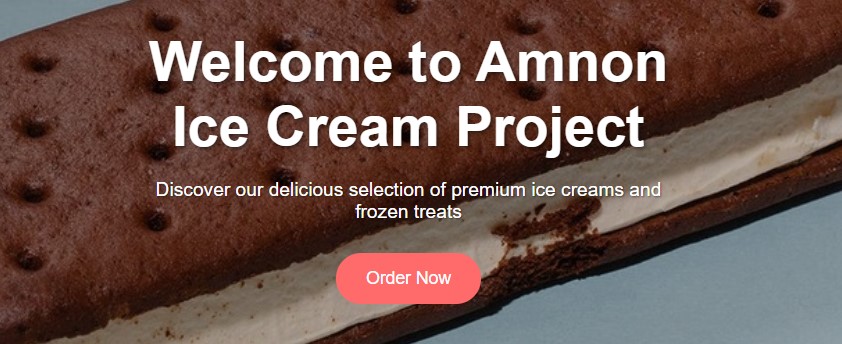 Welcome to Amnon
Ice Cream Project
Discover our delicious selection of premium ice creams and
frozen treats
Order Now